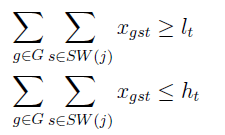 ∑_{g∈G} ∑_{s∈SW(j)} x_{gst} ≥ l_t
∑_{g∈G} ∑_{s∈SW(j)} x_{gst} ≤ h_t